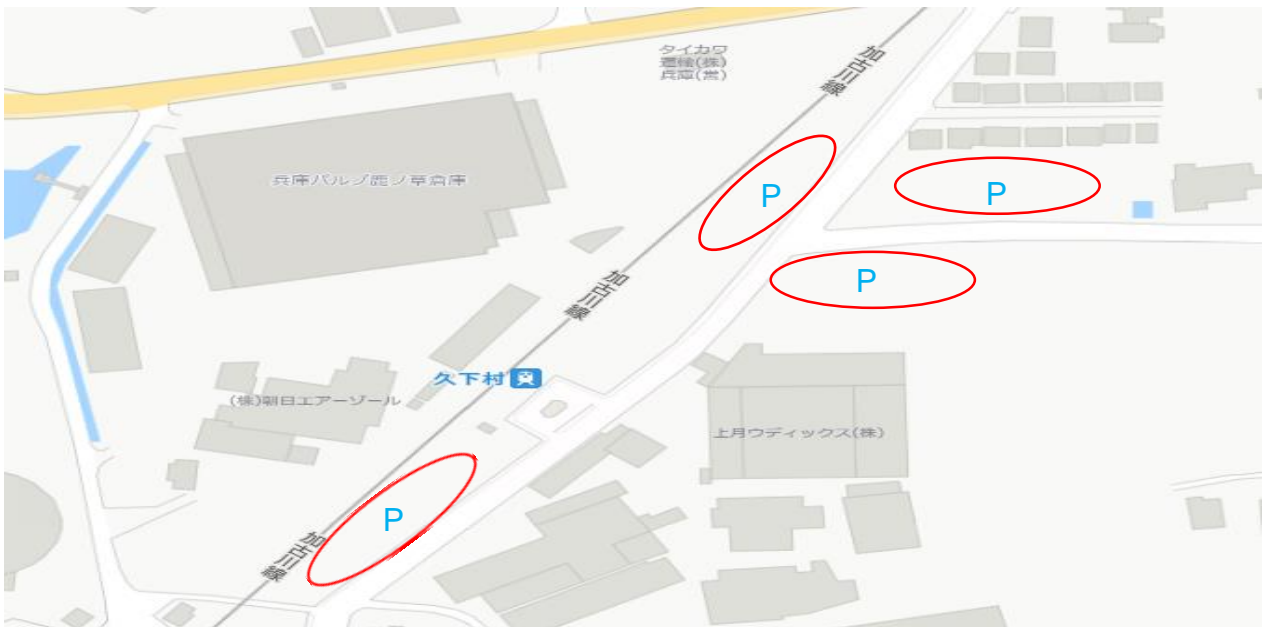 タイカワ
運輸(株)
兵庫(営)
加古川線
兵庫パルプ鹿ノ草倉庫
P
P
加古川線
P
久下村
(株)朝日エアーゾール
上月ウディックス(株)
P
加古川線